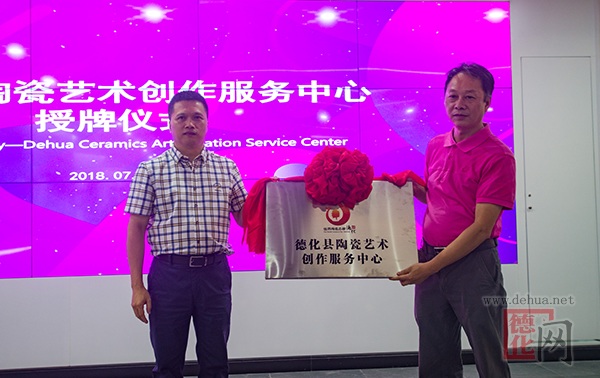 陶瓷艺术创作服务中心
授牌仪式
—Dehua Ceramics Art Creation Service Center
2018.07.
德化县陶瓷艺术
创作服务中心
www.dehua.net
德化网